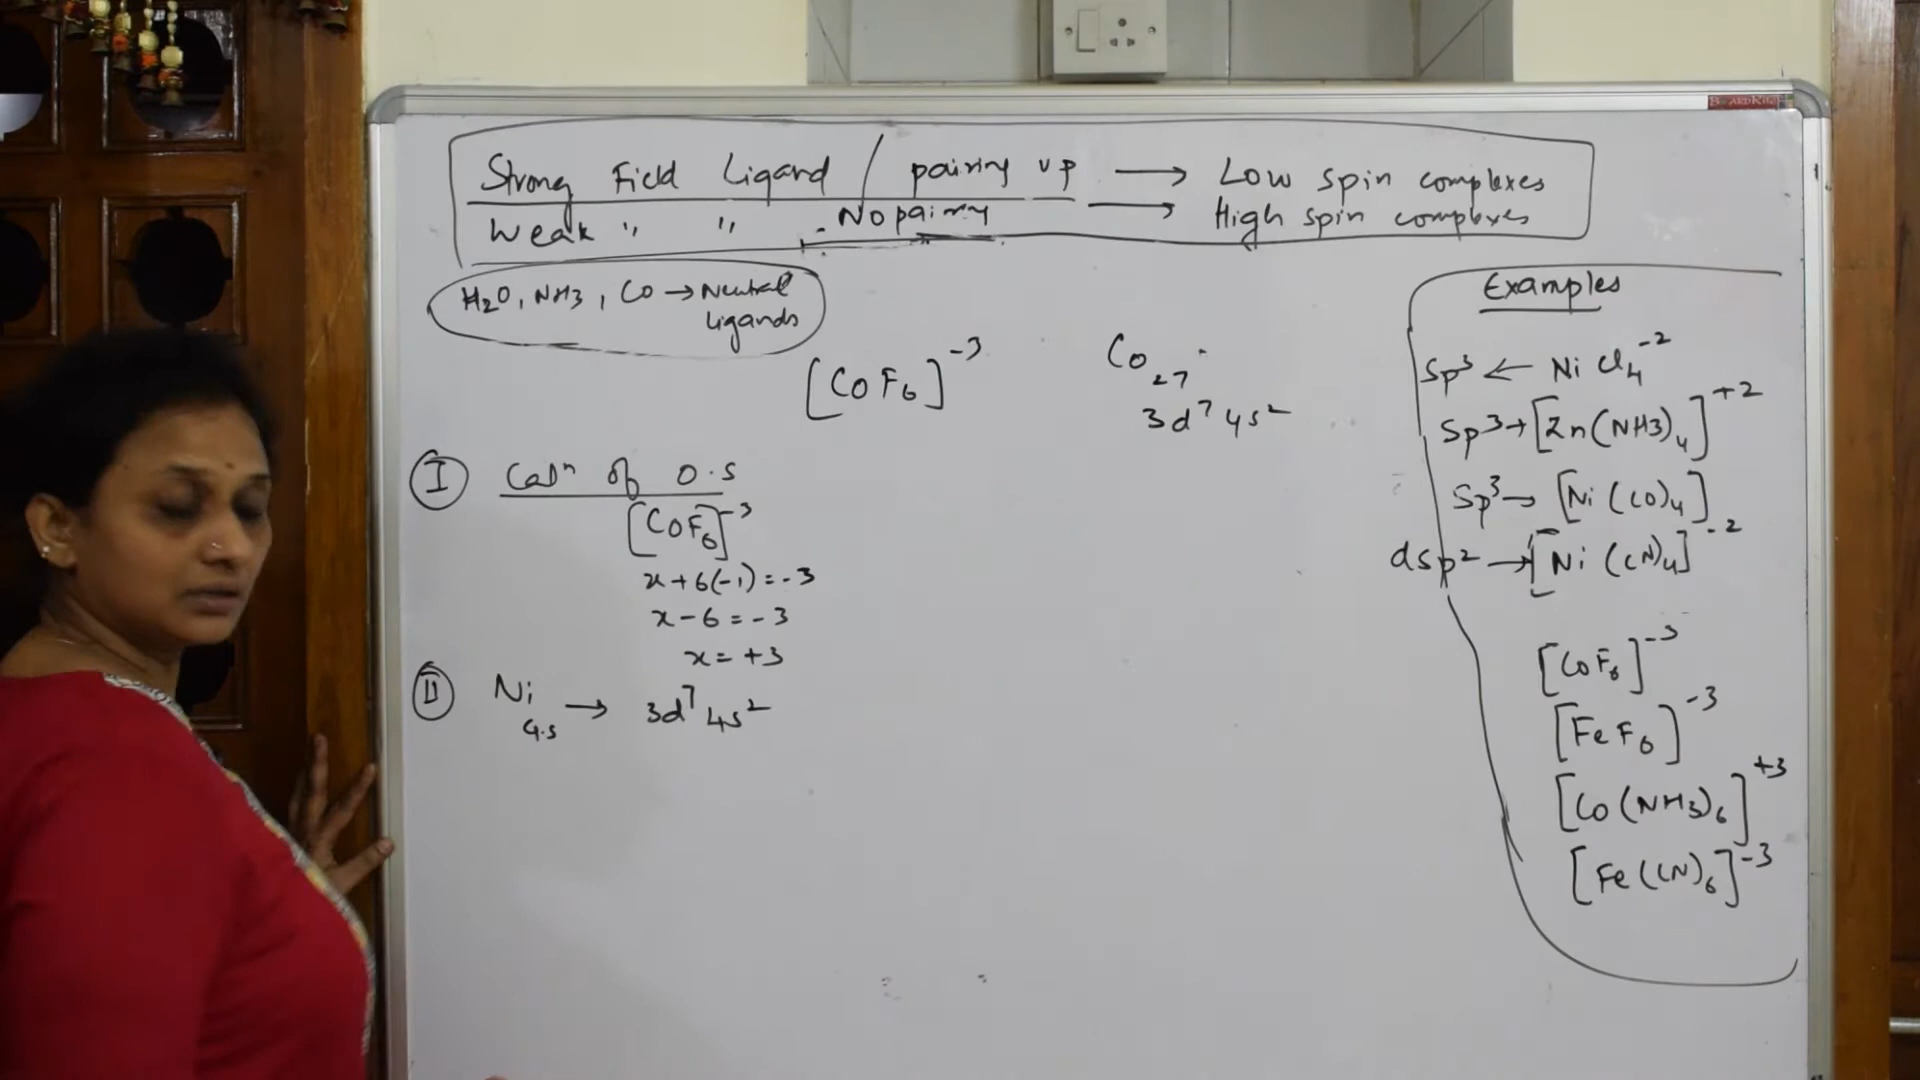 BOARDKING
Strong Field Ligand / pairing up → Low spin complexes
Weak " " No pairing → High spin complexes
H2O, NH3, CO → Neutral
Ligands
[CoF6]-3
Co27
3d7 4s2
I Caln of O.S
[CoF6]-3
x+6(-1)=-3
x-6=-3
x=+3
II Ni G.S → 3d7 4s2
Examples
Sp3 ← NiCl4-2
Sp3 → [Zn(NH3)4]+2
Sp3 → [Ni(CO)4]
dsp2 → [Ni(CN)4]-2
[CoF6]-3
[FeF6]-3
[Co(NH3)6]+3
[Fe(CN)6]-3